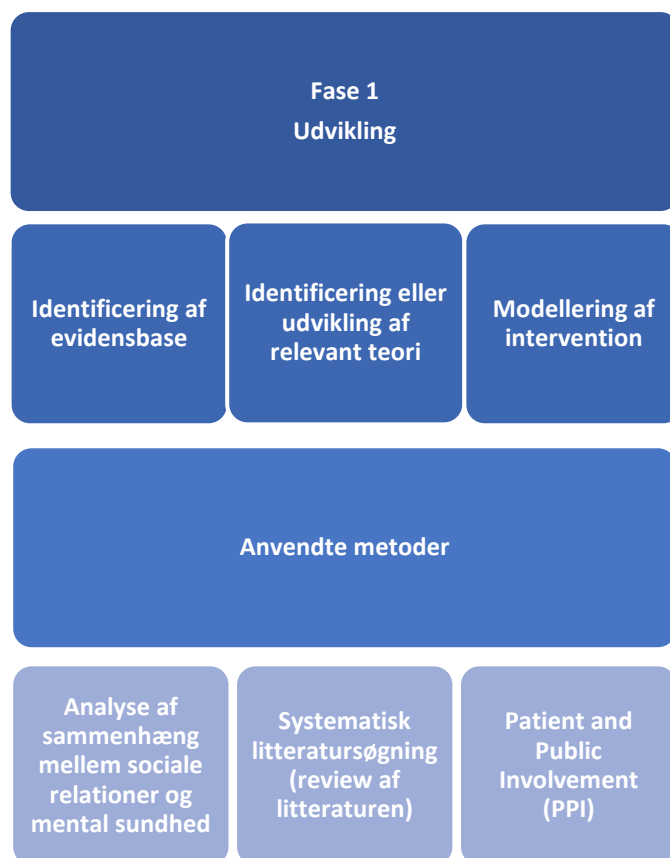 Fase 1
Udvikling
Identificering af
evidensbase
Identificering eller
udvikling af
relevant teori
Modellering af
intervention
Anvendte metoder
Analyse af
sammenhæng
mellem sociale
relationer og
mental sundhed
Systematisk
litteratursøgning
(review af
litteraturen)
Patient and
Public
Involvement
(PPI)